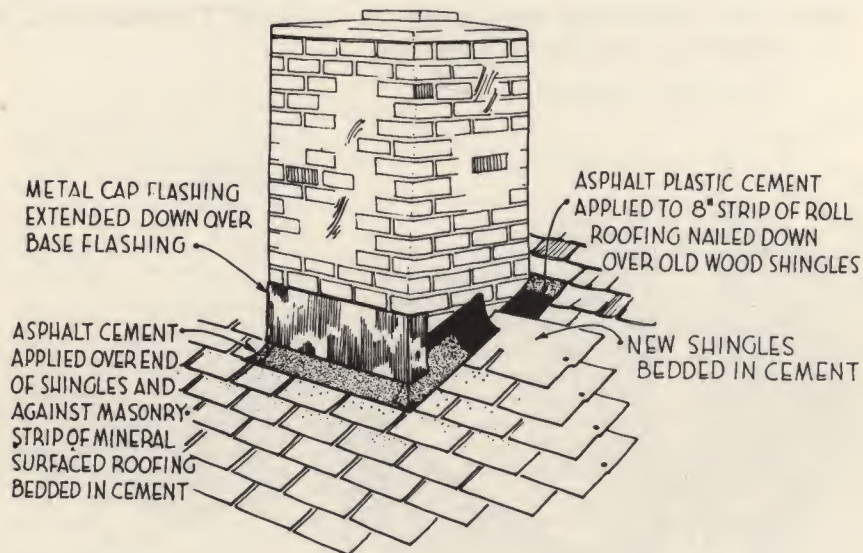 METAL CAP FLASHING
EXTENDED DOWN OVER
BASE FLASHING
ASPHALT CEMENT
APPLIED OVER END
OF SHINGLES AND
AGAINST MASONRY
STRIP OF MINERAL
SURFACED ROOFING
BEDDED IN CEMENT
ASPHALT PLASTIC CEMENT
APPLIED TO 8" STRIP OF ROLL
ROOFING NAILED DOWN
OVER OLD WOOD SHINGLES
NEW SHINGLES
BEDDED IN CEMENT